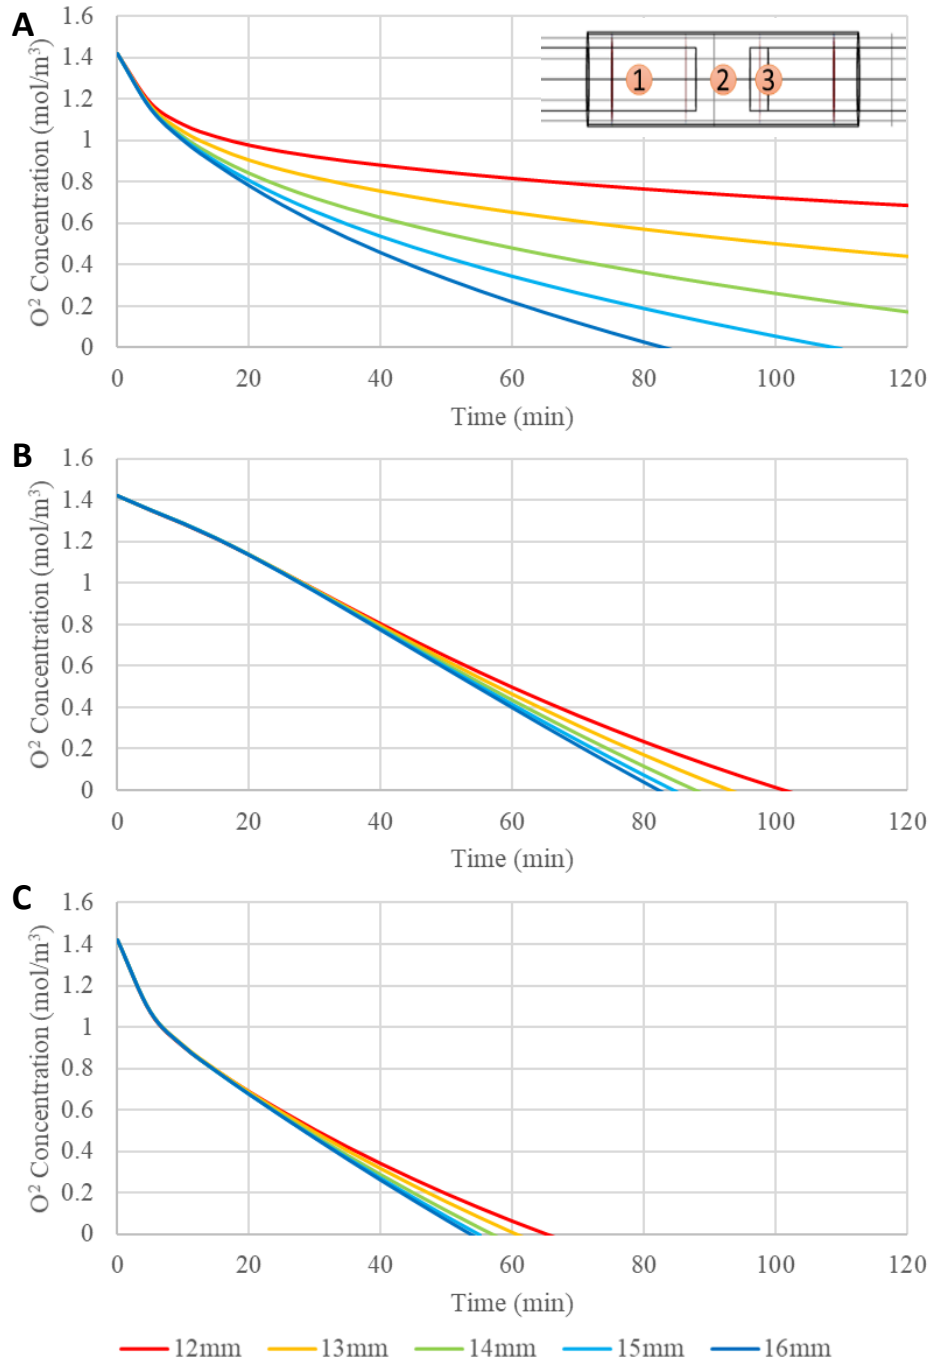 A
O² Concentration (mol/m³)
1.6
1.4
1.2
1
0.8
0.6
0.4
0.2
0
1 2 3
0 20 40 60 80 100 120
Time (min)
B
O² Concentration (mol/m³)
1.6
1.4
1.2
1
0.8
0.6
0.4
0.2
0
0 20 40 60 80 100 120
Time (min)
C
O² Concentration (mol/m³)
1.6
1.4
1.2
1
0.8
0.6
0.4
0.2
0
0 20 40 60 80 100 120
Time (min)
12mm 13mm 14mm 15mm 16mm